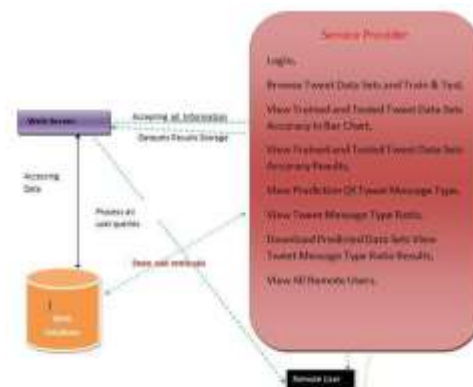 Service Provider
Login,
Browse Tweet Data Sets and Train & Test,
View Trained and Tested Tweet Data Sets
Accuracy in Bar Chart,
View Trained and Tested Tweet Data Sets
Accuracy Results,
View Prediction Of Tweet Message Type,
View Tweet Message Type Ratio,
Download Predicted Data Sets View
Tweet Message Type Ratio Results,
View All Remote Users.
Accepting all Information
Datasets Results Storage
Web Server
Accessing
Data
Process all
user queries
Store and retrievals
Web
Database
Remote User